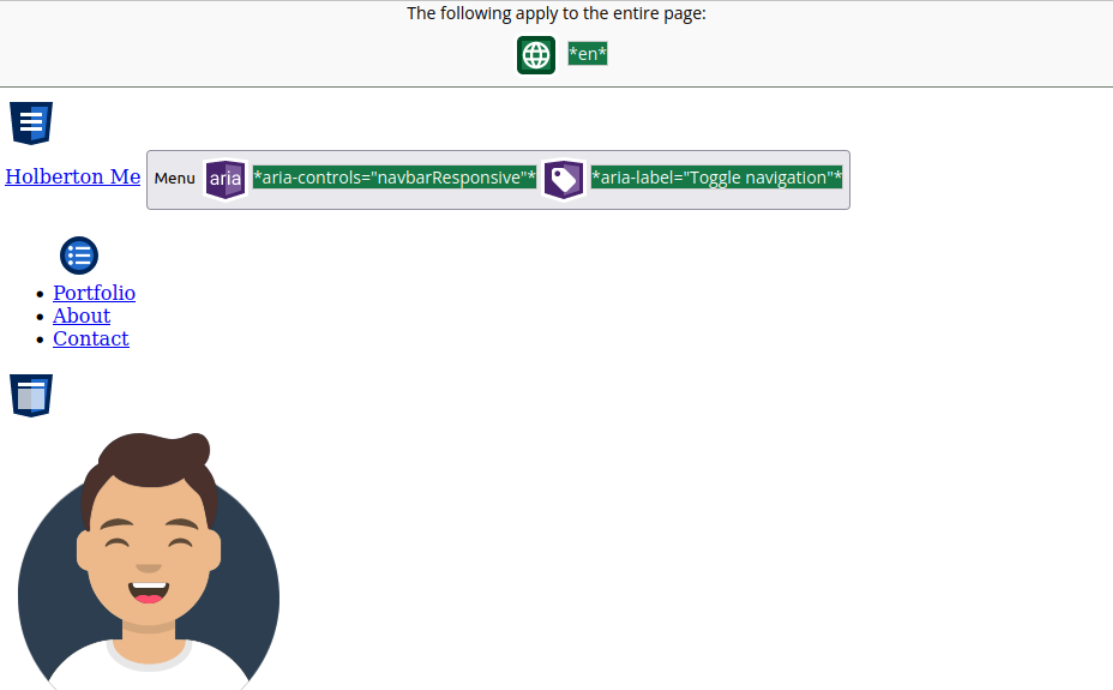 The following apply to the entire page:
*en*
Holberton Me Menu aria *aria-controls="navbarResponsive"* *aria-label="Toggle navigation"*
Portfolio
About
Contact